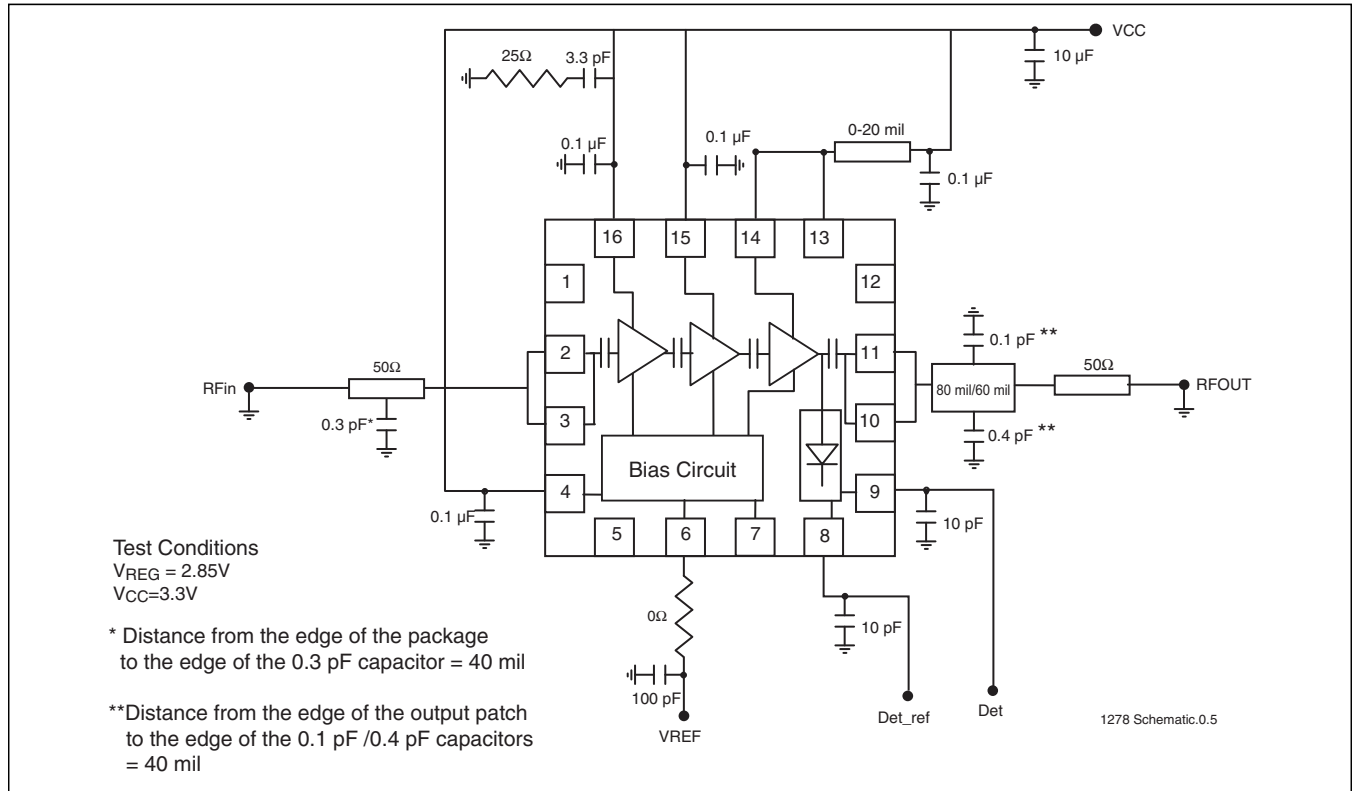 VCC
10 µF
25Ω
3.3 pF
0.1 µF
0.1 µF
0-20 mil
0.1 µF
16
15
14
13
1
12
2
11
3
10
4
9
5
6
7
8
Bias Circuit
RFin
50Ω
0.3 pF*
0.1 pF **
80 mil/60 mil
50Ω
RFOUT
0.4 pF **
0.1 µF
10 pF
10 pF
0Ω
100 pF
VREF
Det_ref
Det
Test Conditions
VREG = 2.85V
VCC=3.3V
* Distance from the edge of the package
to the edge of the 0.3 pF capacitor = 40 mil
**Distance from the edge of the output patch
to the edge of the 0.1 pF /0.4 pF capacitors
= 40 mil
1278 Schematic.0.5